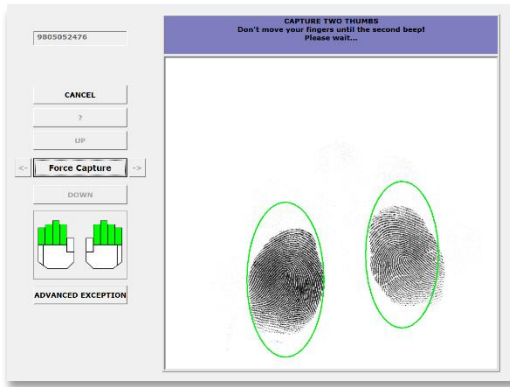 9805052476
CAPTURE TWO THUMBS
Don't move your fingers until the second beep!
Please wait...
CANCEL
?
UP
<- Force Capture ->
DOWN
ADVANCED EXCEPTION